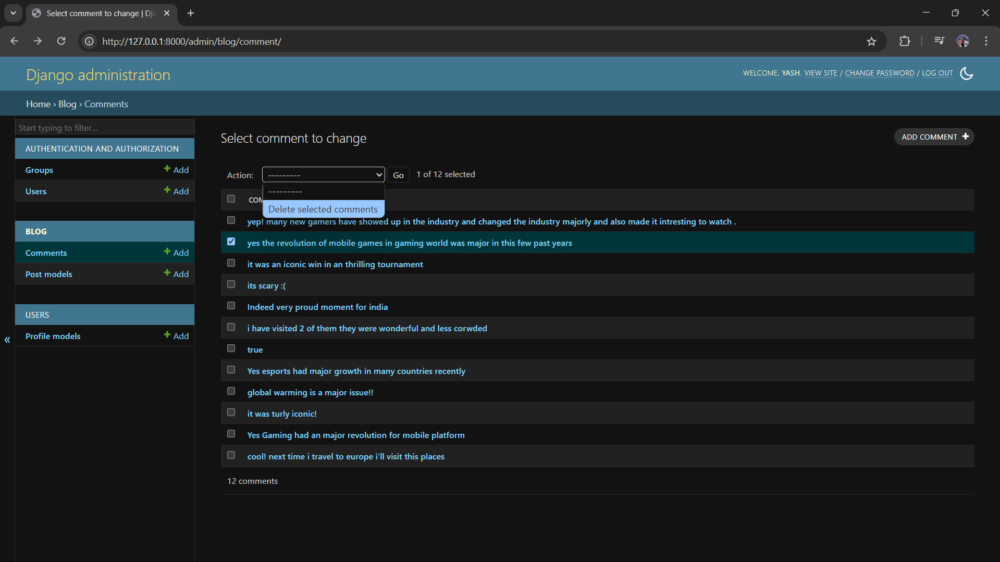 Select comment to change | Dja
http://127.0.0.1:8000/admin/blog/comment/
Django administration
WELCOME, YASH. VIEW SITE / CHANGE PASSWORD / LOG OUT
Home › Blog › Comments
Start typing to filter...
AUTHENTICATION AND AUTHORIZATION
Groups + Add
Users + Add
BLOG
Comments + Add
Post models + Add
USERS
Profile models + Add
«
Select comment to change
ADD COMMENT +
Action: --------- Go 1 of 12 selected
---------
Delete selected comments
COM
yep! many new gamers have showed up in the industry and changed the industry majorly and also made it intresting to watch .
yes the revolution of mobile games in gaming world was major in this few past years
it was an iconic win in an thrilling tournament
its scary :(
Indeed very proud moment for india
i have visited 2 of them they were wonderful and less corwded
true
Yes esports had major growth in many countries recently
global warming is a major issue!!
it was turly iconic!
Yes Gaming had an major revolution for mobile platform
cool! next time i travel to europe i'll visit this places
12 comments